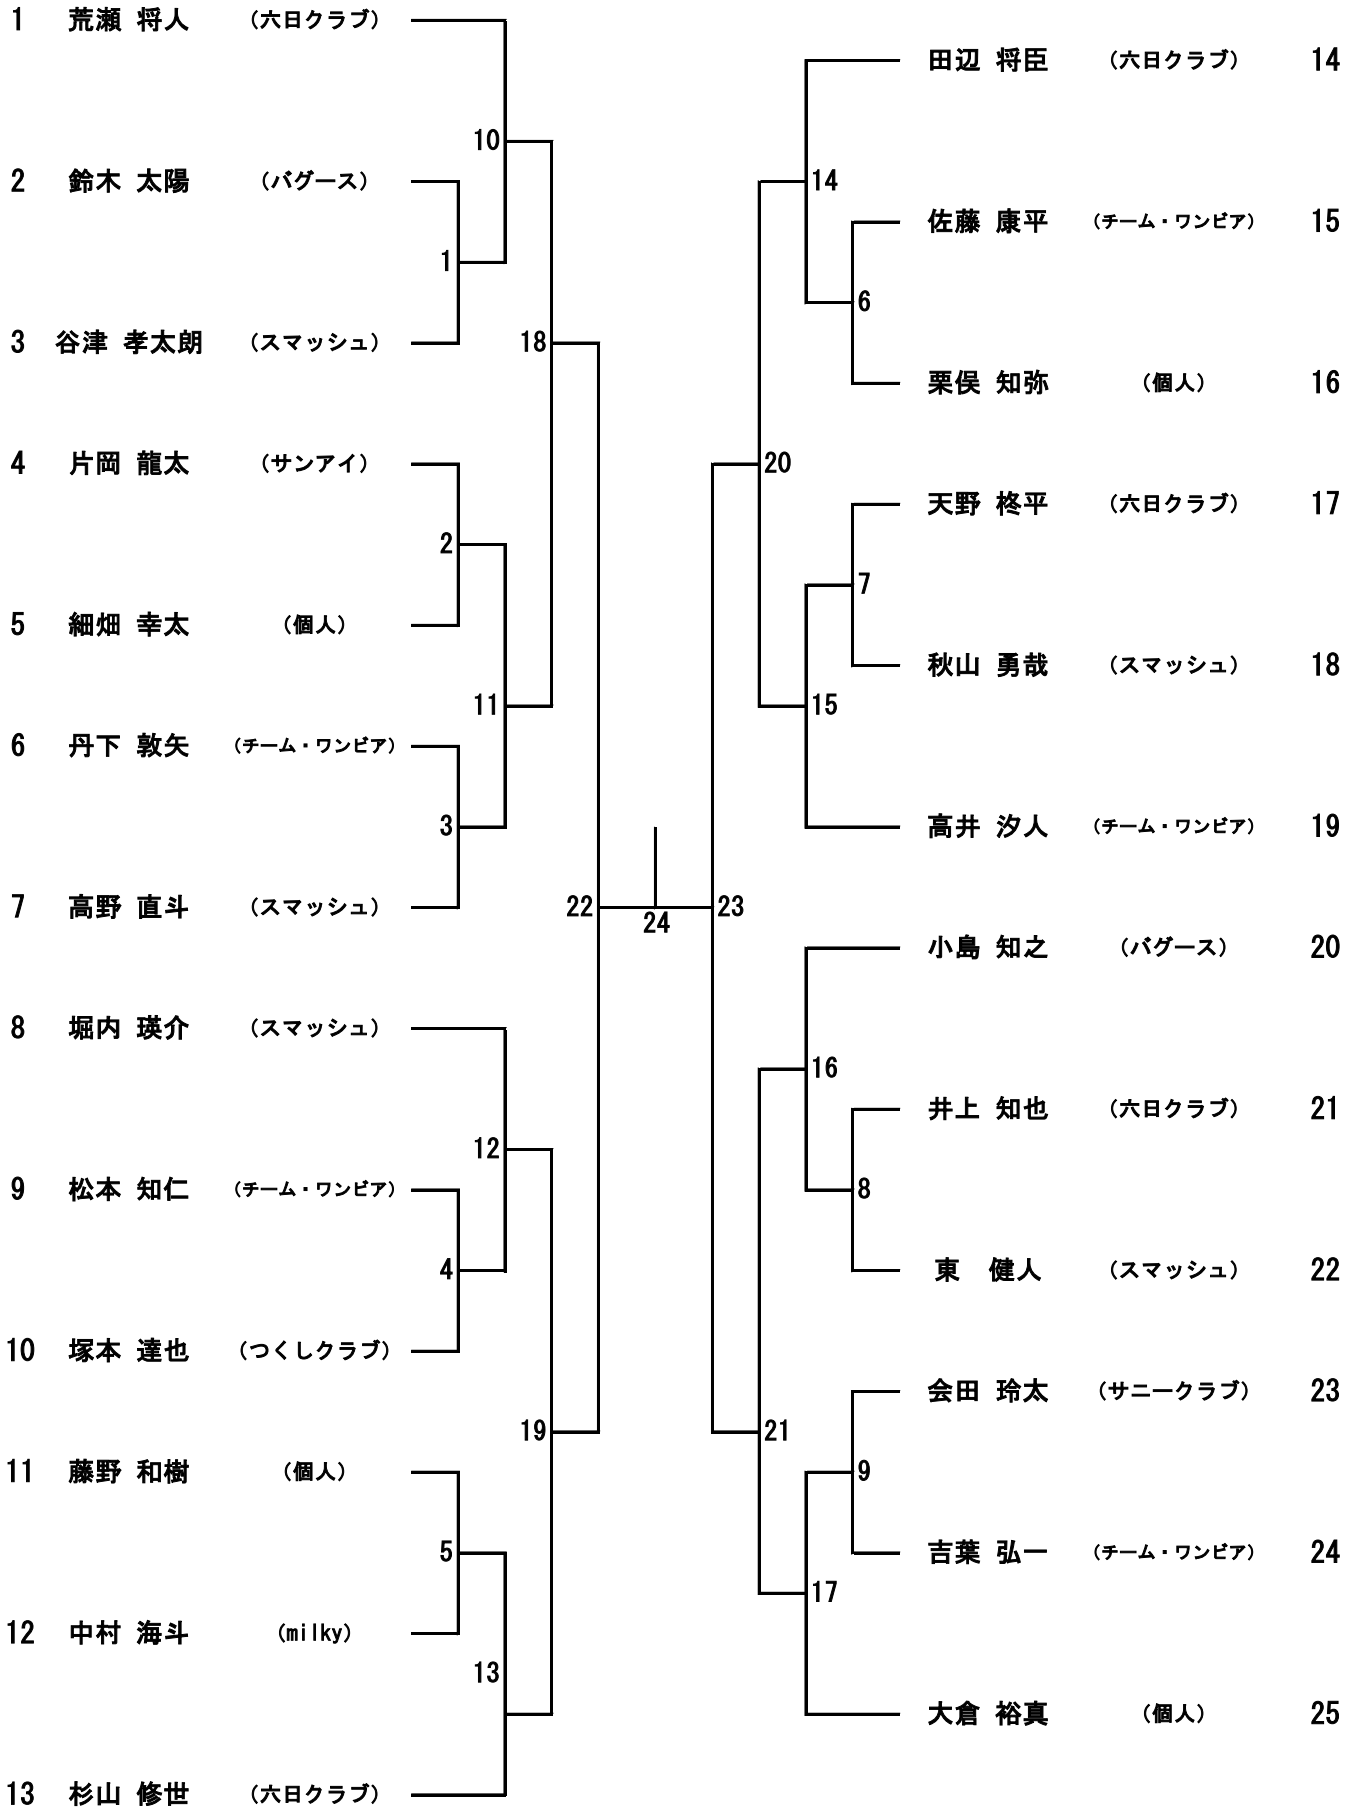 1 荒瀬 将人 (六日クラブ)
2 鈴木 太陽 (バグース)
3 谷津 孝太朗 (スマッシュ)
4 片岡 龍太 (サンアイ)
5 細畑 幸太 (個人)
6 丹下 敦矢 (チーム・ワンピア)
7 高野 直斗 (スマッシュ)
8 堀内 瑛介 (スマッシュ)
9 松本 知仁 (チーム・ワンピア)
10 塚本 達也 (つくしクラブ)
11 藤野 和樹 (個人)
12 中村 海斗 (milky)
13 杉山 修世 (六日クラブ)
10
1
18
2
11
3
22
12
4
19
5
13
24
14
6
20
7
15
23
16
8
21
9
17
田辺 将臣 (六日クラブ) 14
佐藤 康平 (チーム・ワンピア) 15
栗俣 知弥 (個人) 16
天野 柊平 (六日クラブ) 17
秋山 勇哉 (スマッシュ) 18
高井 汐人 (チーム・ワンピア) 19
小島 知之 (バグース) 20
井上 知也 (六日クラブ) 21
東 健人 (スマッシュ) 22
会田 玲太 (サニークラブ) 23
吉葉 弘一 (チーム・ワンピア) 24
大倉 裕真 (個人) 25